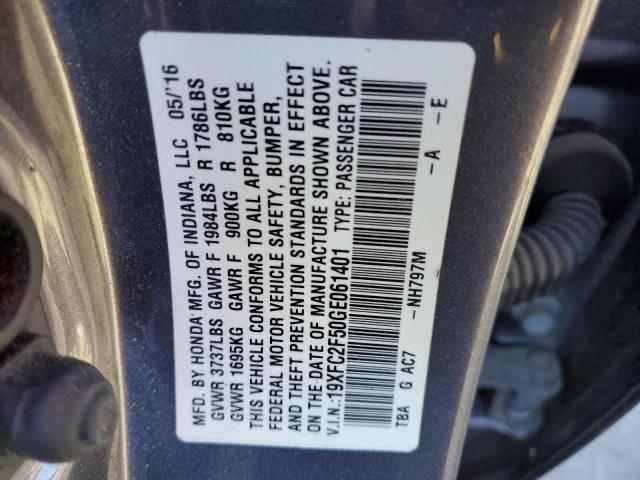 MFD. BY HONDA MFG. OF INDIANA, LLC 05/'16
GVWR 3737LBS GAWR F 1984LBS R 1786LBS
GVWR 1695KG GAWR F 900KG R 810KG
THIS VEHICLE CONFORMS TO ALL APPLICABLE
FEDERAL MOTOR VEHICLE SAFETY, BUMPER,
AND THEFT PREVENTION STANDARDS IN EFFECT
ON THE DATE OF MANUFACTURE SHOWN ABOVE.
V.I.N.:19XFC2F50GE061401 TYPE: PASSENGER CAR
TBA G AC7 -NH797M -A -E